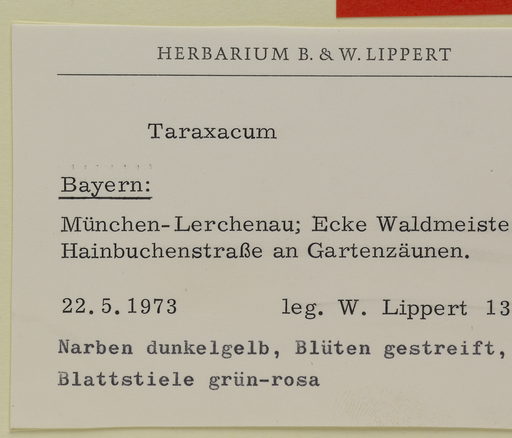 HERBARIUM B. & W. LIPPERT
Taraxacum
Bayern:
München-Lerchenau; Ecke Waldmeiste
Hainbuchenstraße an Gartenzäunen.
22.5.1973 leg. W. Lippert 13
Narben dunkelgelb, Blüten gestreift,
Blattstiele grün-rosa